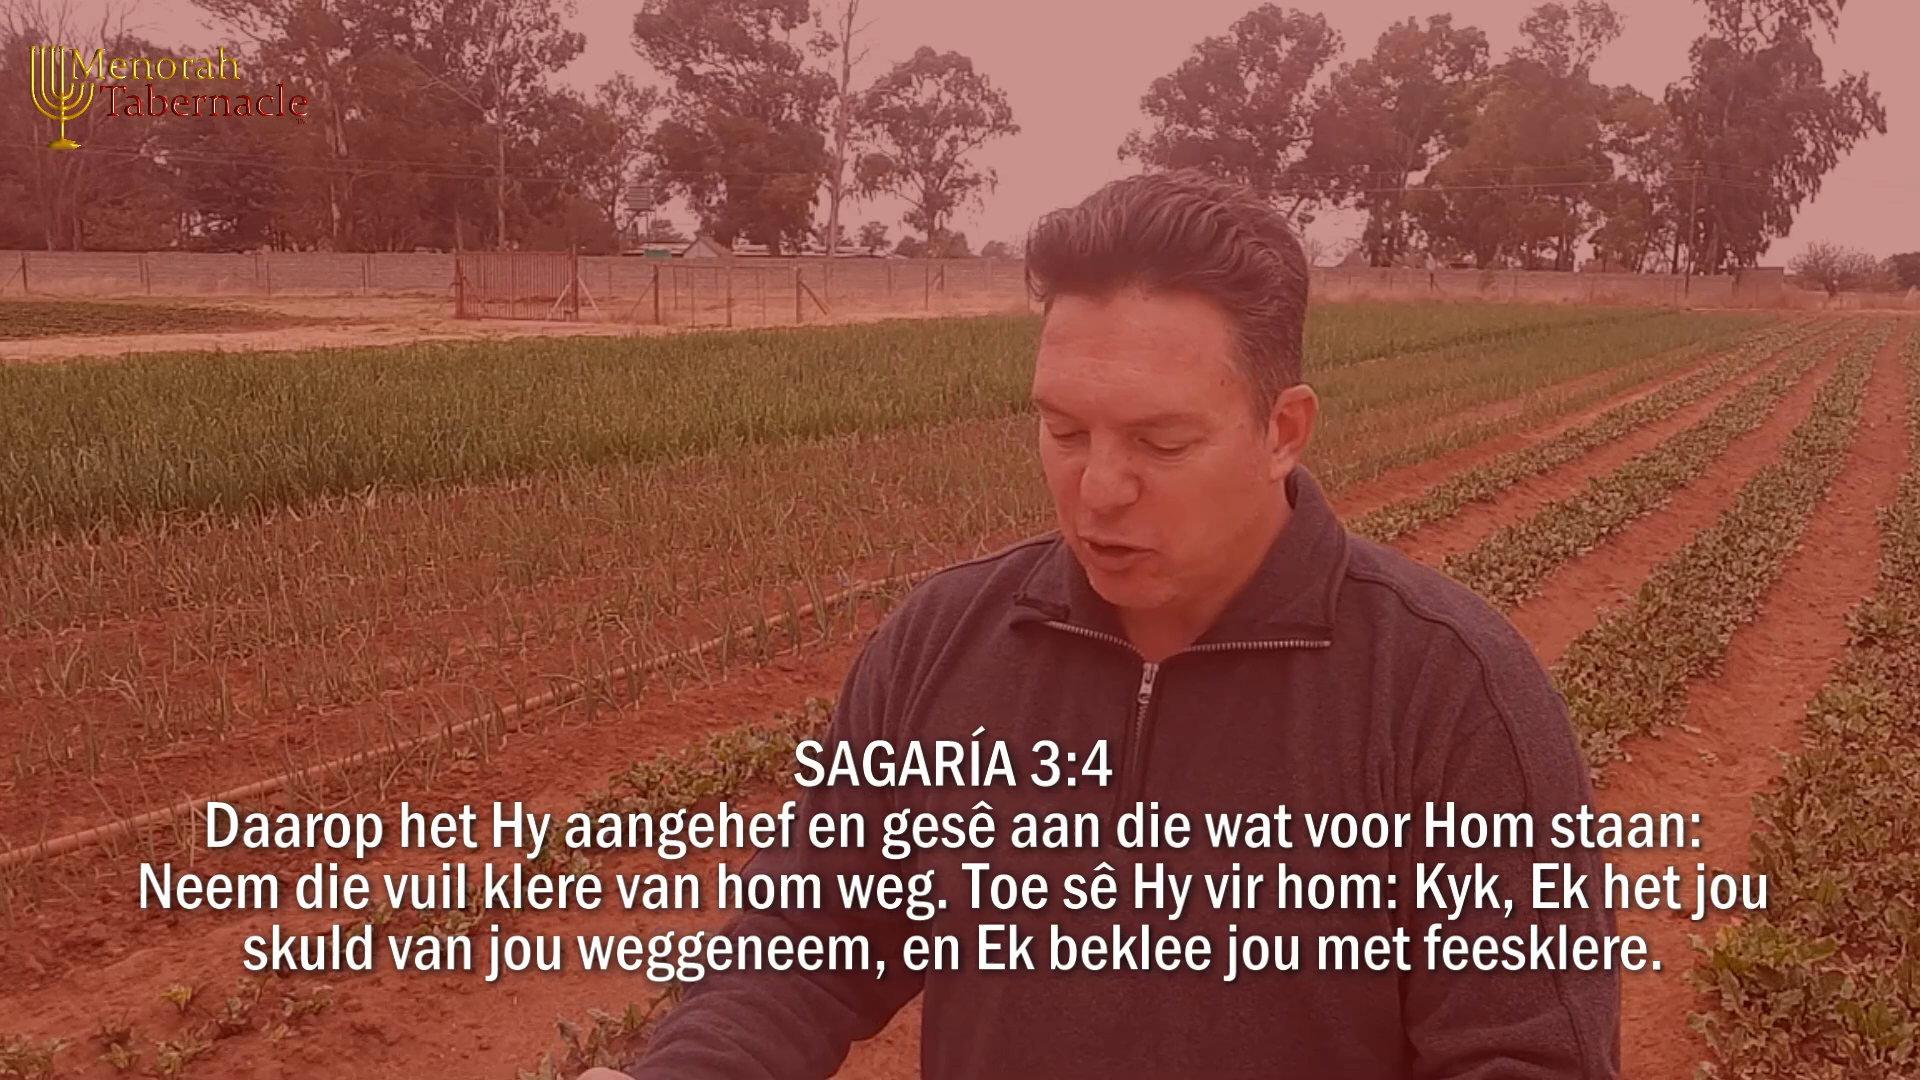 Menorah
Tabernacle
SAGARÍA 3:4
Daarop het Hy aangehef en gesê aan die wat voor Hom staan:
Neem die vuil klere van hom weg. Toe sê Hy vir hom: Kyk, Ek het jou
skuld van jou weggeneem, en Ek beklee jou met feesklere.